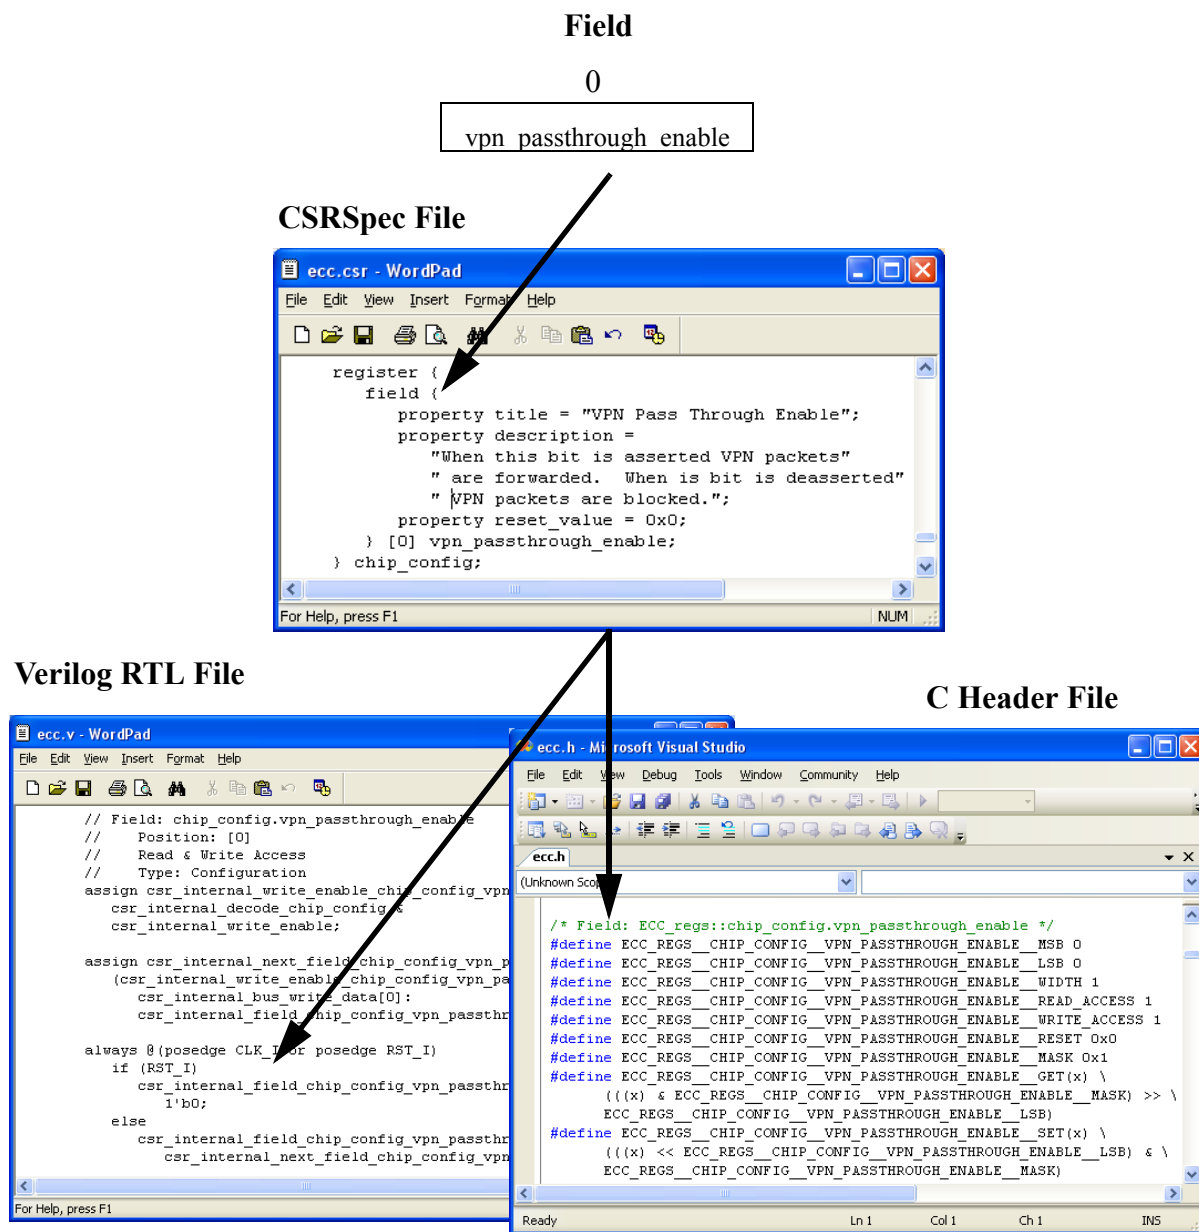 Field
0
vpn_passthrough_enable
CSRSpec File
ecc.csr - WordPad
File Edit View Insert Format Help
register {
field {
property title = "VPN Pass Through Enable";
property description =
"When this bit is asserted VPN packets"
" are forwarded.  When is bit is deasserted"
" VPN packets are blocked.";
property reset_value = 0x0;
} [0] vpn_passthrough_enable;
} chip_config;
For Help, press F1 NUM
Verilog RTL File
ecc.v - WordPad
File Edit View Insert Format Help
// Field: chip_config.vpn_passthrough_enable
// Position: [0]
// Read & Write Access
// Type: Configuration
assign csr_internal_write_enable_chip_config_vpn
csr_internal_decode_chip_config &
csr_internal_write_enable;
assign csr_internal_next_field_chip_config_vpn_p
(csr_internal_write_enable_chip_config_vpn_pa
csr_internal_bus_write_data[0]:
csr_internal_field_chip_config_vpn_passthr
always @(posedge CLK_I or posedge RST_I)
if (RST_I)
csr_internal_field_chip_config_vpn_passthr
1'b0;
else
csr_internal_field_chip_config_vpn_passthr
csr_internal_next_field_chip_config_vpn
For Help, press F1
C Header File
ecc.h - Microsoft Visual Studio
File Edit View Debug Tools Window Community Help
ecc.h
(Unknown Scope)
/* Field: ECC_regs::chip_config.vpn_passthrough_enable */
#define ECC_REGS__CHIP_CONFIG__VPN_PASSTHROUGH_ENABLE__MSB 0
#define ECC_REGS__CHIP_CONFIG__VPN_PASSTHROUGH_ENABLE__LSB 0
#define ECC_REGS__CHIP_CONFIG__VPN_PASSTHROUGH_ENABLE__WIDTH 1
#define ECC_REGS__CHIP_CONFIG__VPN_PASSTHROUGH_ENABLE__READ_ACCESS 1
#define ECC_REGS__CHIP_CONFIG__VPN_PASSTHROUGH_ENABLE__WRITE_ACCESS 1
#define ECC_REGS__CHIP_CONFIG__VPN_PASSTHROUGH_ENABLE__RESET 0x0
#define ECC_REGS__CHIP_CONFIG__VPN_PASSTHROUGH_ENABLE__MASK 0x1
#define ECC_REGS__CHIP_CONFIG__VPN_PASSTHROUGH_ENABLE__GET(x) \
(((x) & ECC_REGS__CHIP_CONFIG__VPN_PASSTHROUGH_ENABLE__MASK) >> \
ECC_REGS__CHIP_CONFIG__VPN_PASSTHROUGH_ENABLE__LSB)
#define ECC_REGS__CHIP_CONFIG__VPN_PASSTHROUGH_ENABLE__SET(x) \
(((x) << ECC_REGS__CHIP_CONFIG__VPN_PASSTHROUGH_ENABLE__LSB) & \
ECC_REGS__CHIP_CONFIG__VPN_PASSTHROUGH_ENABLE__MASK)
Ready Ln 1 Col 1 Ch 1 INS